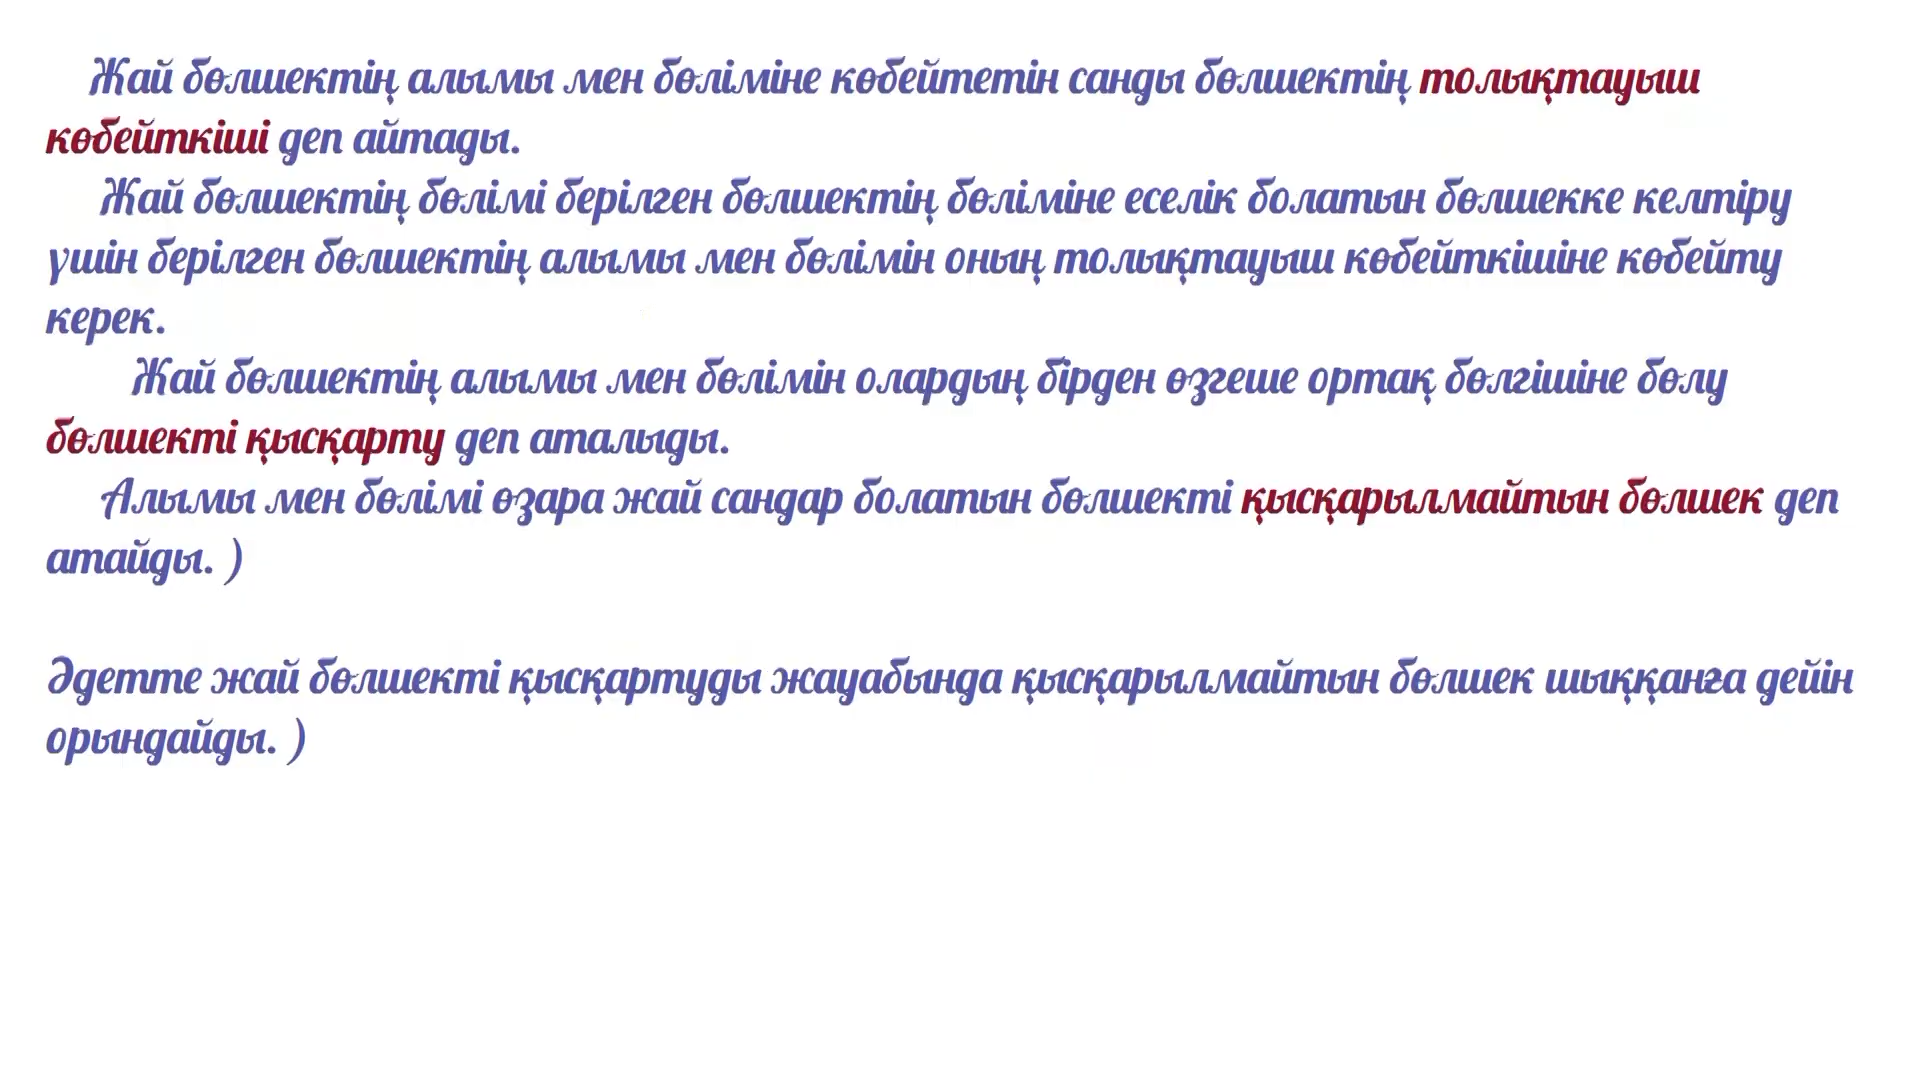 Жай бөлшектің алымы мен бөліміне көбейтетін санды бөлшектің толықтауыш
көбейткіші деп айтады.
Жай бөлшектің бөлімі берілген бөлшектің бөліміне еселік болатын бөлшекке келтіру
үшін берілген бөлшектің алымы мен бөлімін оның толықтауыш көбейткішіне көбейту
керек.
Жай бөлшектің алымы мен бөлімін олардың бірден өзгеше ортақ бөлгішіне бөлу
бөлшекті қысқарту деп аталыды.
Алымы мен бөлімі өзара жай сандар болатын бөлшекті қысқарылмайтын бөлшек деп
атайды. )
Әдетте жай бөлшекті қысқартуды жауабында қысқарылмайтын бөлшек шыққанға дейін
орындайды. )